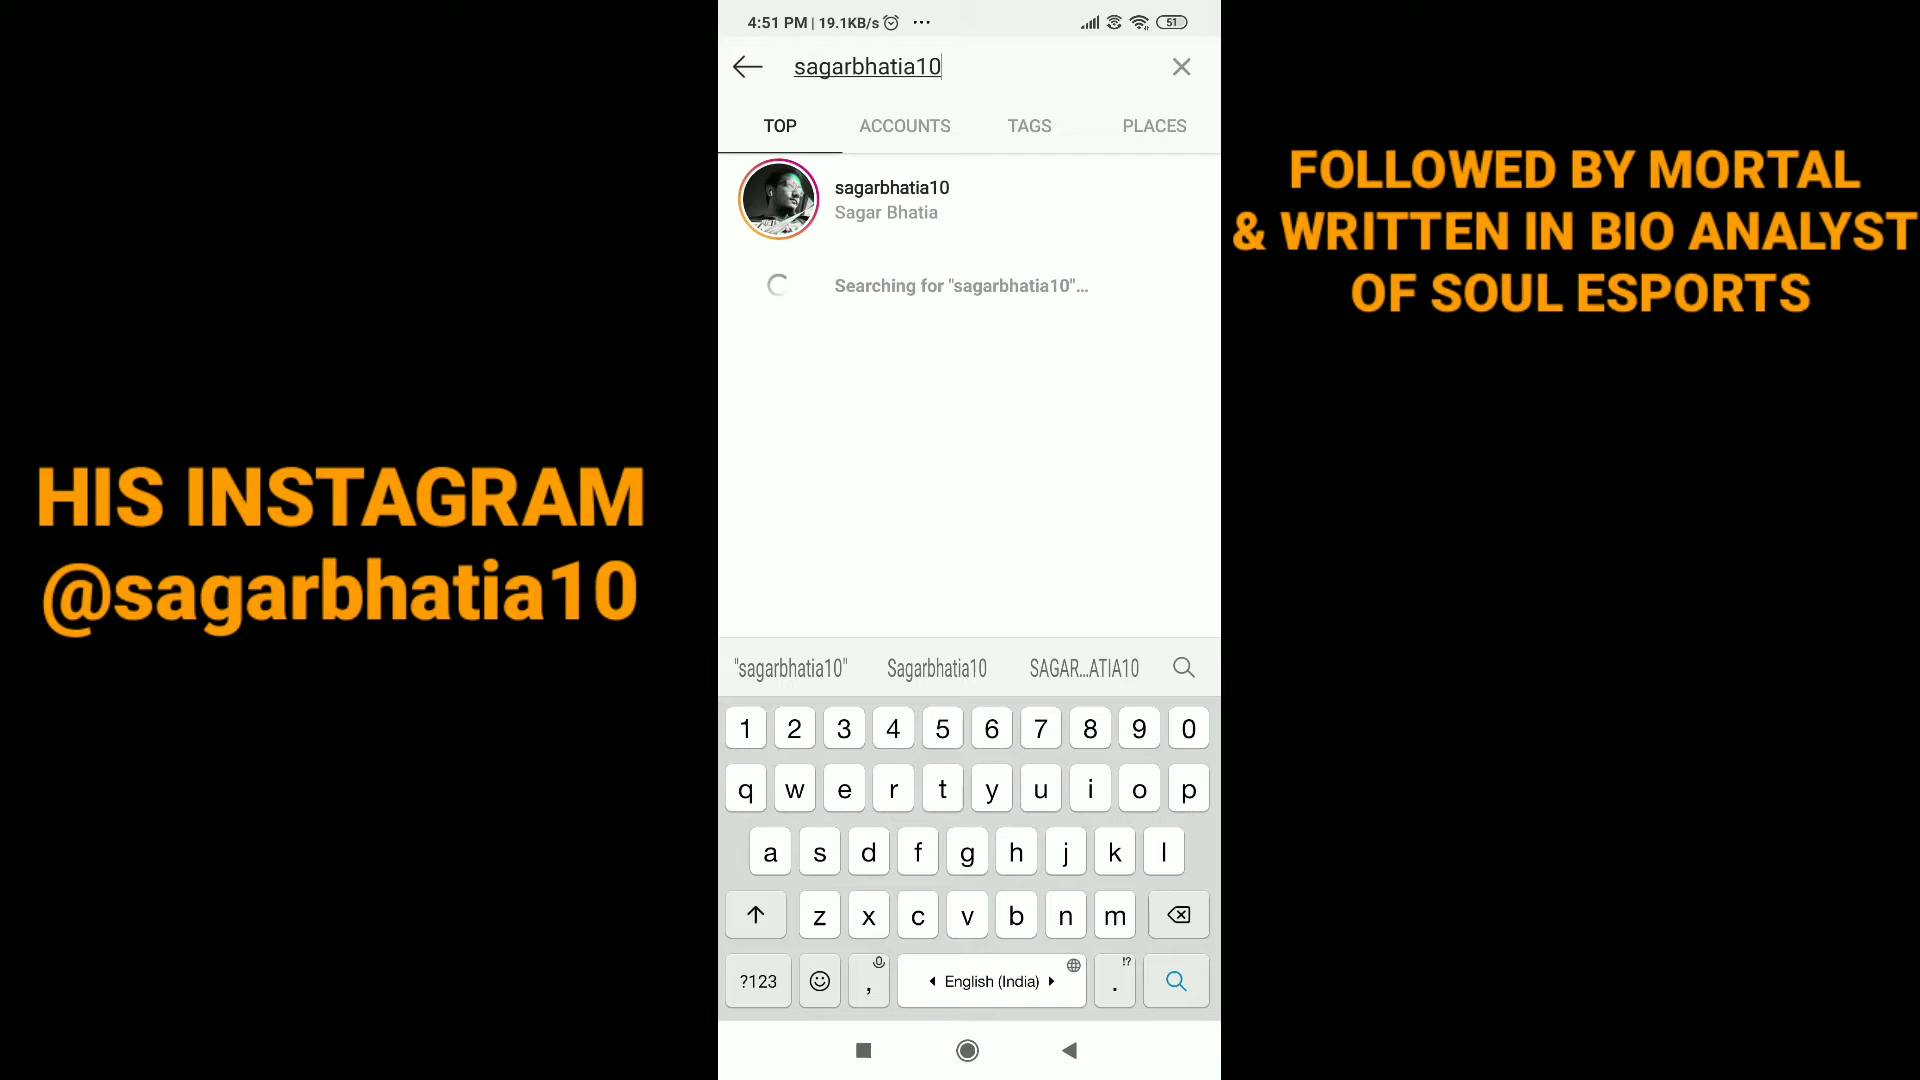 4:51 PM | 19.1KB/s ...
51
sagarbhatia10
TOP ACCOUNTS TAGS PLACES
sagarbhatia10
Sagar Bhatia
Searching for "sagarbhatia10"...
HIS INSTAGRAM
@sagarbhatia10
FOLLOWED BY MORTAL
& WRITTEN IN BIO ANALYST
OF SOUL ESPORTS
"sagarbhatia10" Sagarbhatia10 SAGAR...ATIA10
1 2 3 4 5 6 7 8 9 0
q w e r t y u i o p
a s d f g h j k l
z x c v b n m
?123 , English (India) !? .